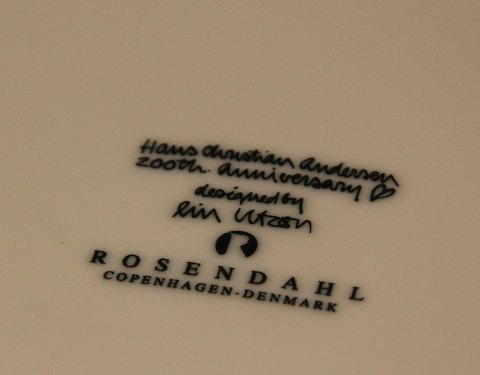 Hans Christian Andersen
200th. anniversary ♡
designed by
Lin Utzon
ROSENDAHL
COPENHAGEN-DENMARK